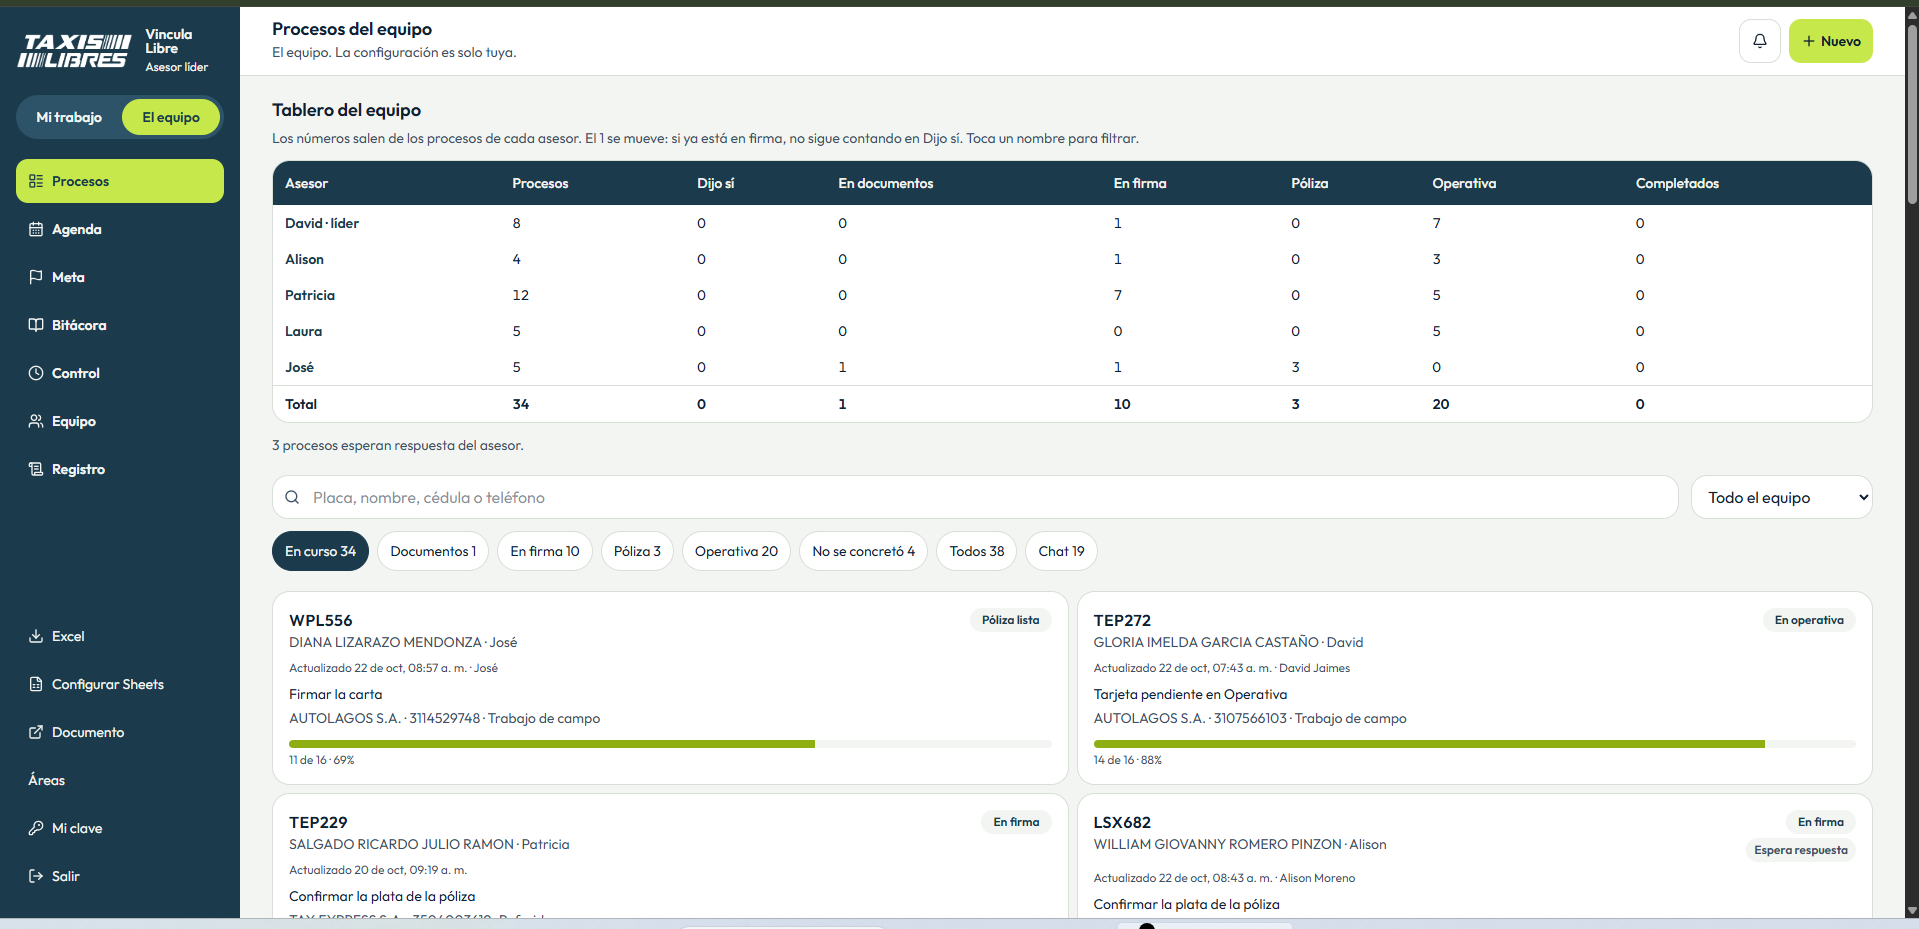 TAXIS LIBRES
Vincula Libre
Asesor líder
Mi trabajo
El equipo
Procesos
Agenda
Meta
Bitácora
Control
Equipo
Registro
Excel
Configurar Sheets
Documento
Áreas
Mi clave
Salir
Procesos del equipo
El equipo. La configuración es solo tuya.
+ Nuevo
Tablero del equipo
Los números salen de los procesos de cada asesor. El 1 se mueve: si ya está en firma, no sigue contando en Dijo sí. Toca un nombre para filtrar.
Asesor Procesos Dijo sí En documentos En firma Póliza Operativa Completados
David · líder 8 0 0 1 0 7 0
Alison 4 0 0 1 0 3 0
Patricia 12 0 0 7 0 5 0
Laura 5 0 0 0 0 5 0
José 5 0 1 1 3 0 0
Total 34 0 1 10 3 20 0
3 procesos esperan respuesta del asesor.
Placa, nombre, cédula o teléfono
Todo el equipo
En curso 34 Documentos 1 En firma 10 Póliza 3 Operativa 20 No se concretó 4 Todos 38 Chat 19
WPL556
Póliza lista
DIANA LIZARAZO MENDONZA · José
Actualizado 22 de oct, 08:57 a. m. · José
Firmar la carta
AUTOLAGOS S.A. · 3114529748 · Trabajo de campo
11 de 16 · 69%
TEP272
En operativa
GLORIA IMELDA GARCIA CASTAÑO · David
Actualizado 22 de oct, 07:43 a. m. · David Jaimes
Tarjeta pendiente en Operativa
AUTOLAGOS S.A. · 3107566103 · Trabajo de campo
14 de 16 · 88%
TEP229
En firma
SALGADO RICARDO JULIO RAMON · Patricia
Actualizado 20 de oct, 09:19 a. m.
Confirmar la plata de la póliza
LSX682
En firma
WILLIAM GIOVANNY ROMERO PINZON · Alison
Espera respuesta
Actualizado 22 de oct, 08:43 a. m. · Alison Moreno
Confirmar la plata de la póliza